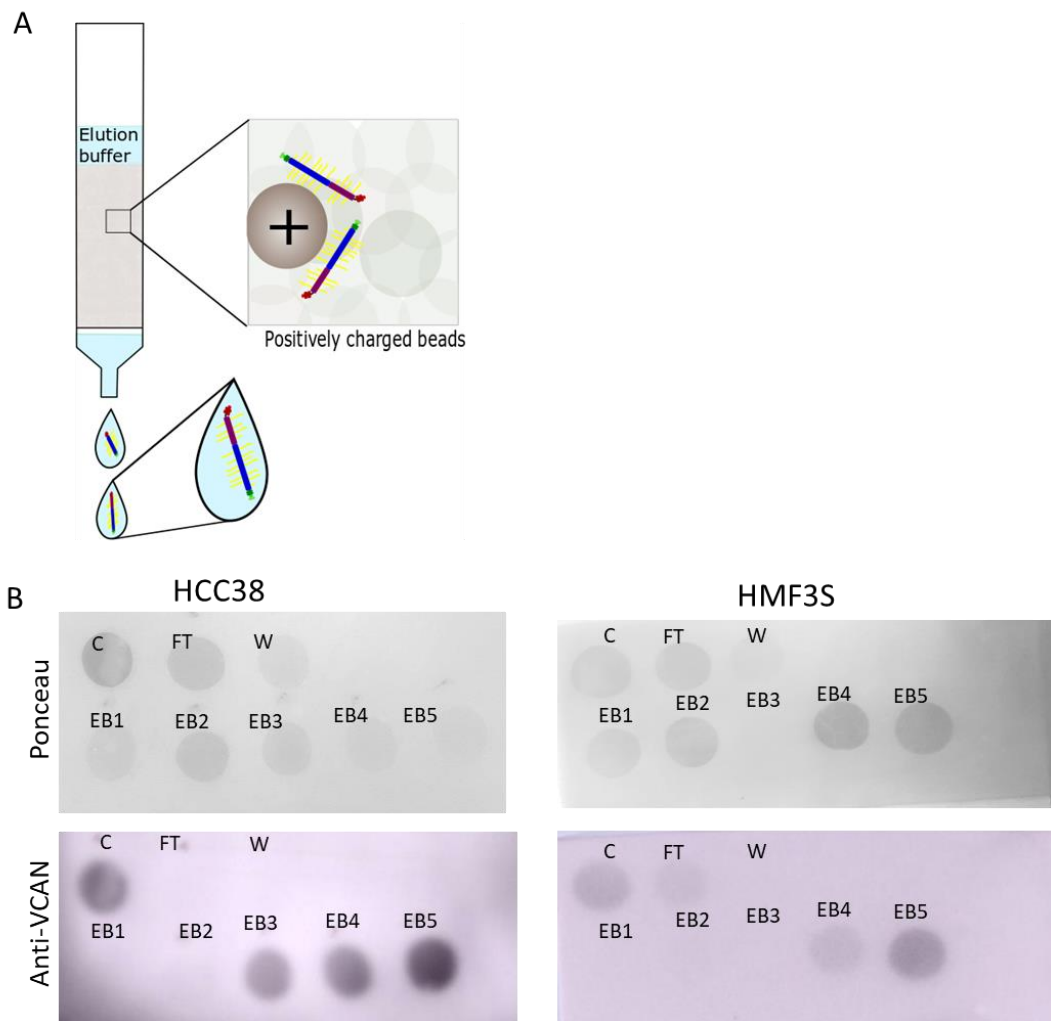 A
Elution
buffer
+
Positively charged beads
B
HCC38
HMF3S
Ponceau
C FT W
EB1 EB2 EB3 EB4 EB5
C FT W
EB1 EB2 EB3 EB4 EB5
Anti-VCAN
C FT W
EB1 EB2 EB3 EB4 EB5
C FT W
EB1 EB2 EB3 EB4 EB5